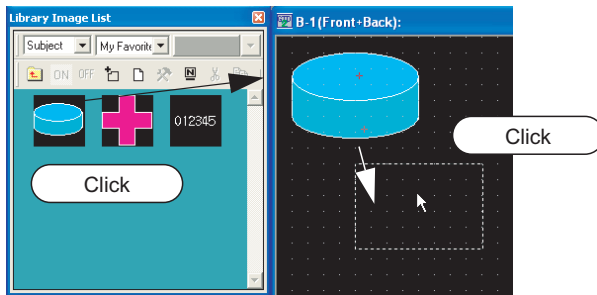 Library Image List
Subject
My Favorite
ON OFF
012345
Click
B-1(Front+Back):
Click